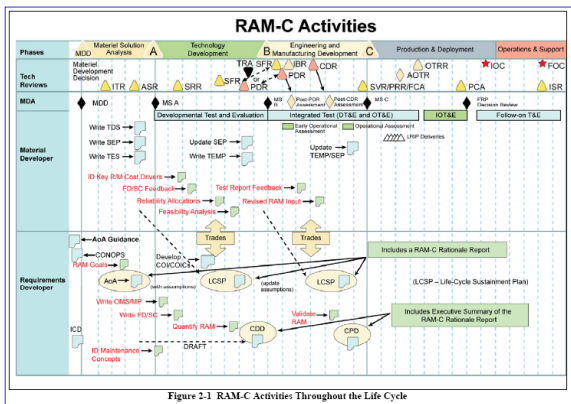 RAM-C Activities
Phases
MDD
Materiel Solution
Analysis
A
Technology
Development
B
Engineering and
Manufacturing Development
C
Production & Deployment
Operations & Support
Tech
Reviews
Materiel
Development
Decision
ITR
ASR
SRR
TRA
SFR
SFR
or
PDR
IBR
PDR
CDR
SVR/PRR/FCA
OTRR
AOTR
IOC
PCA
FOC
ISR
MDA
MDD
MS A
MS
B
Post-PDR
Assessment
Post-CDR
Assessment
MS C
FRP
Decision Review
Material
Developer
Developmental Test and Evaluation
Integrated Test (DT&E and OT&E)
IOT&E
Follow-on T&E
Early Operational
Assessment
Operational Assessment
LRIP Deliveries
Write TDS
Write SEP
Write TES
Update SEP
Write TEMP
Update
TEMP/SEP
ID Key R/M Cost Drivers
FD/SC Feedback
Reliability Allocations
Feasibility Analysis
Test Report Feedback
Revised RAM Input
Trades
Trades
Requirements
Developer
AoA Guidance
CONOPS
RAM Goals
AoA
(with assumptions)
Develop
COI/COICs
LCSP
(update
assumptions)
LCSP
Includes a RAM-C Rationale Report
(LCSP – Life-Cycle Sustainment Plan)
Write OMS/MP
Write FD/SC
Quantify RAM
Validate
RAM
Includes Executive Summary of the
RAM-C Rationale Report
ICD
ID Maintenance
Concepts
DRAFT
CDD
CPD
Figure 2-1 RAM-C Activities Throughout the Life Cycle